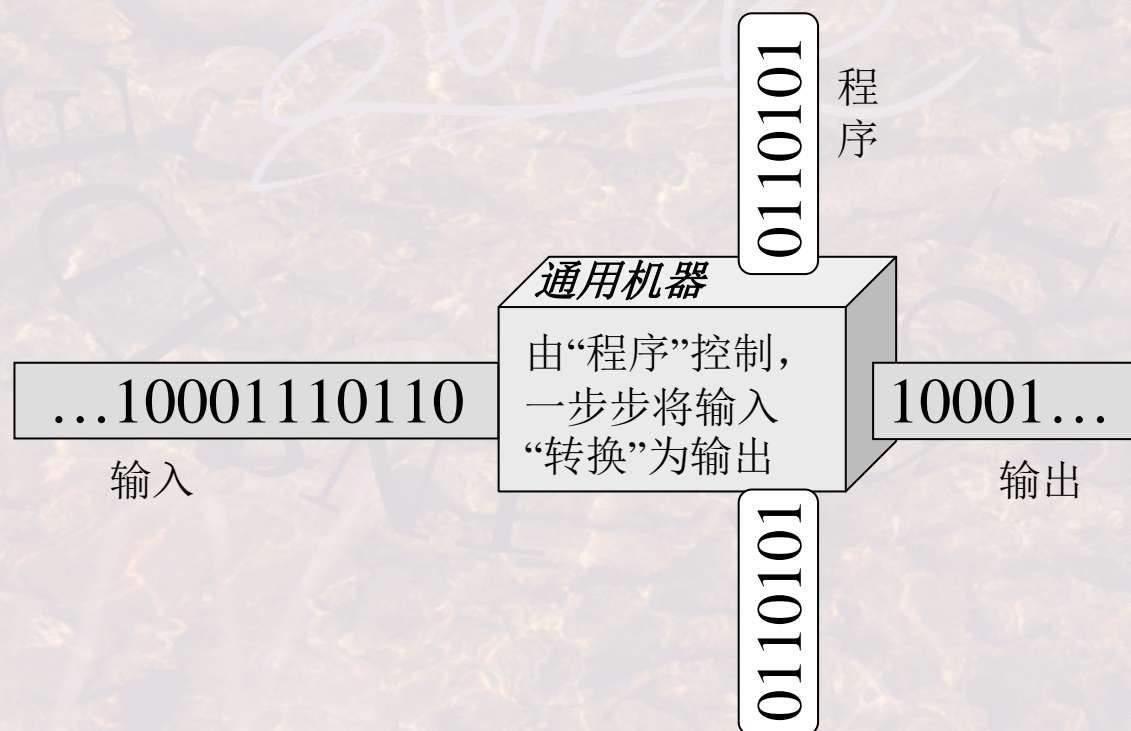 0110101
程
序
通用机器
由“程序”控制，
一步步将输入
“转换”为输出
…10001110110
10001…
输入
输出
0110101